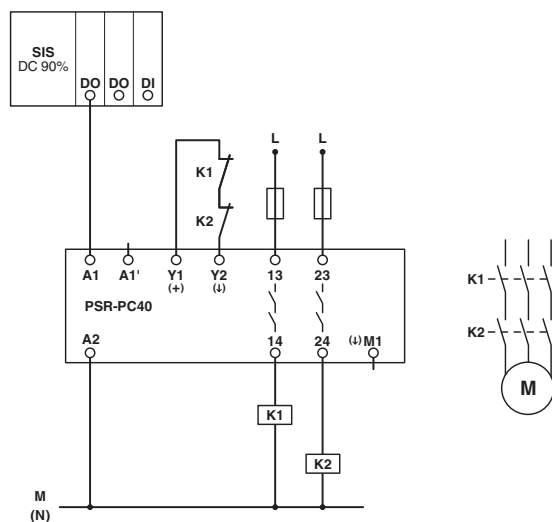 SIS
DC 90%
DO DO DI
L L
K1
K2
A1 A1' Y1 Y2 13 23
(+) (↓)
PSR-PC40
A2 14 24 (↓) M1
K1
K2
M
(N)
K1
K2
M